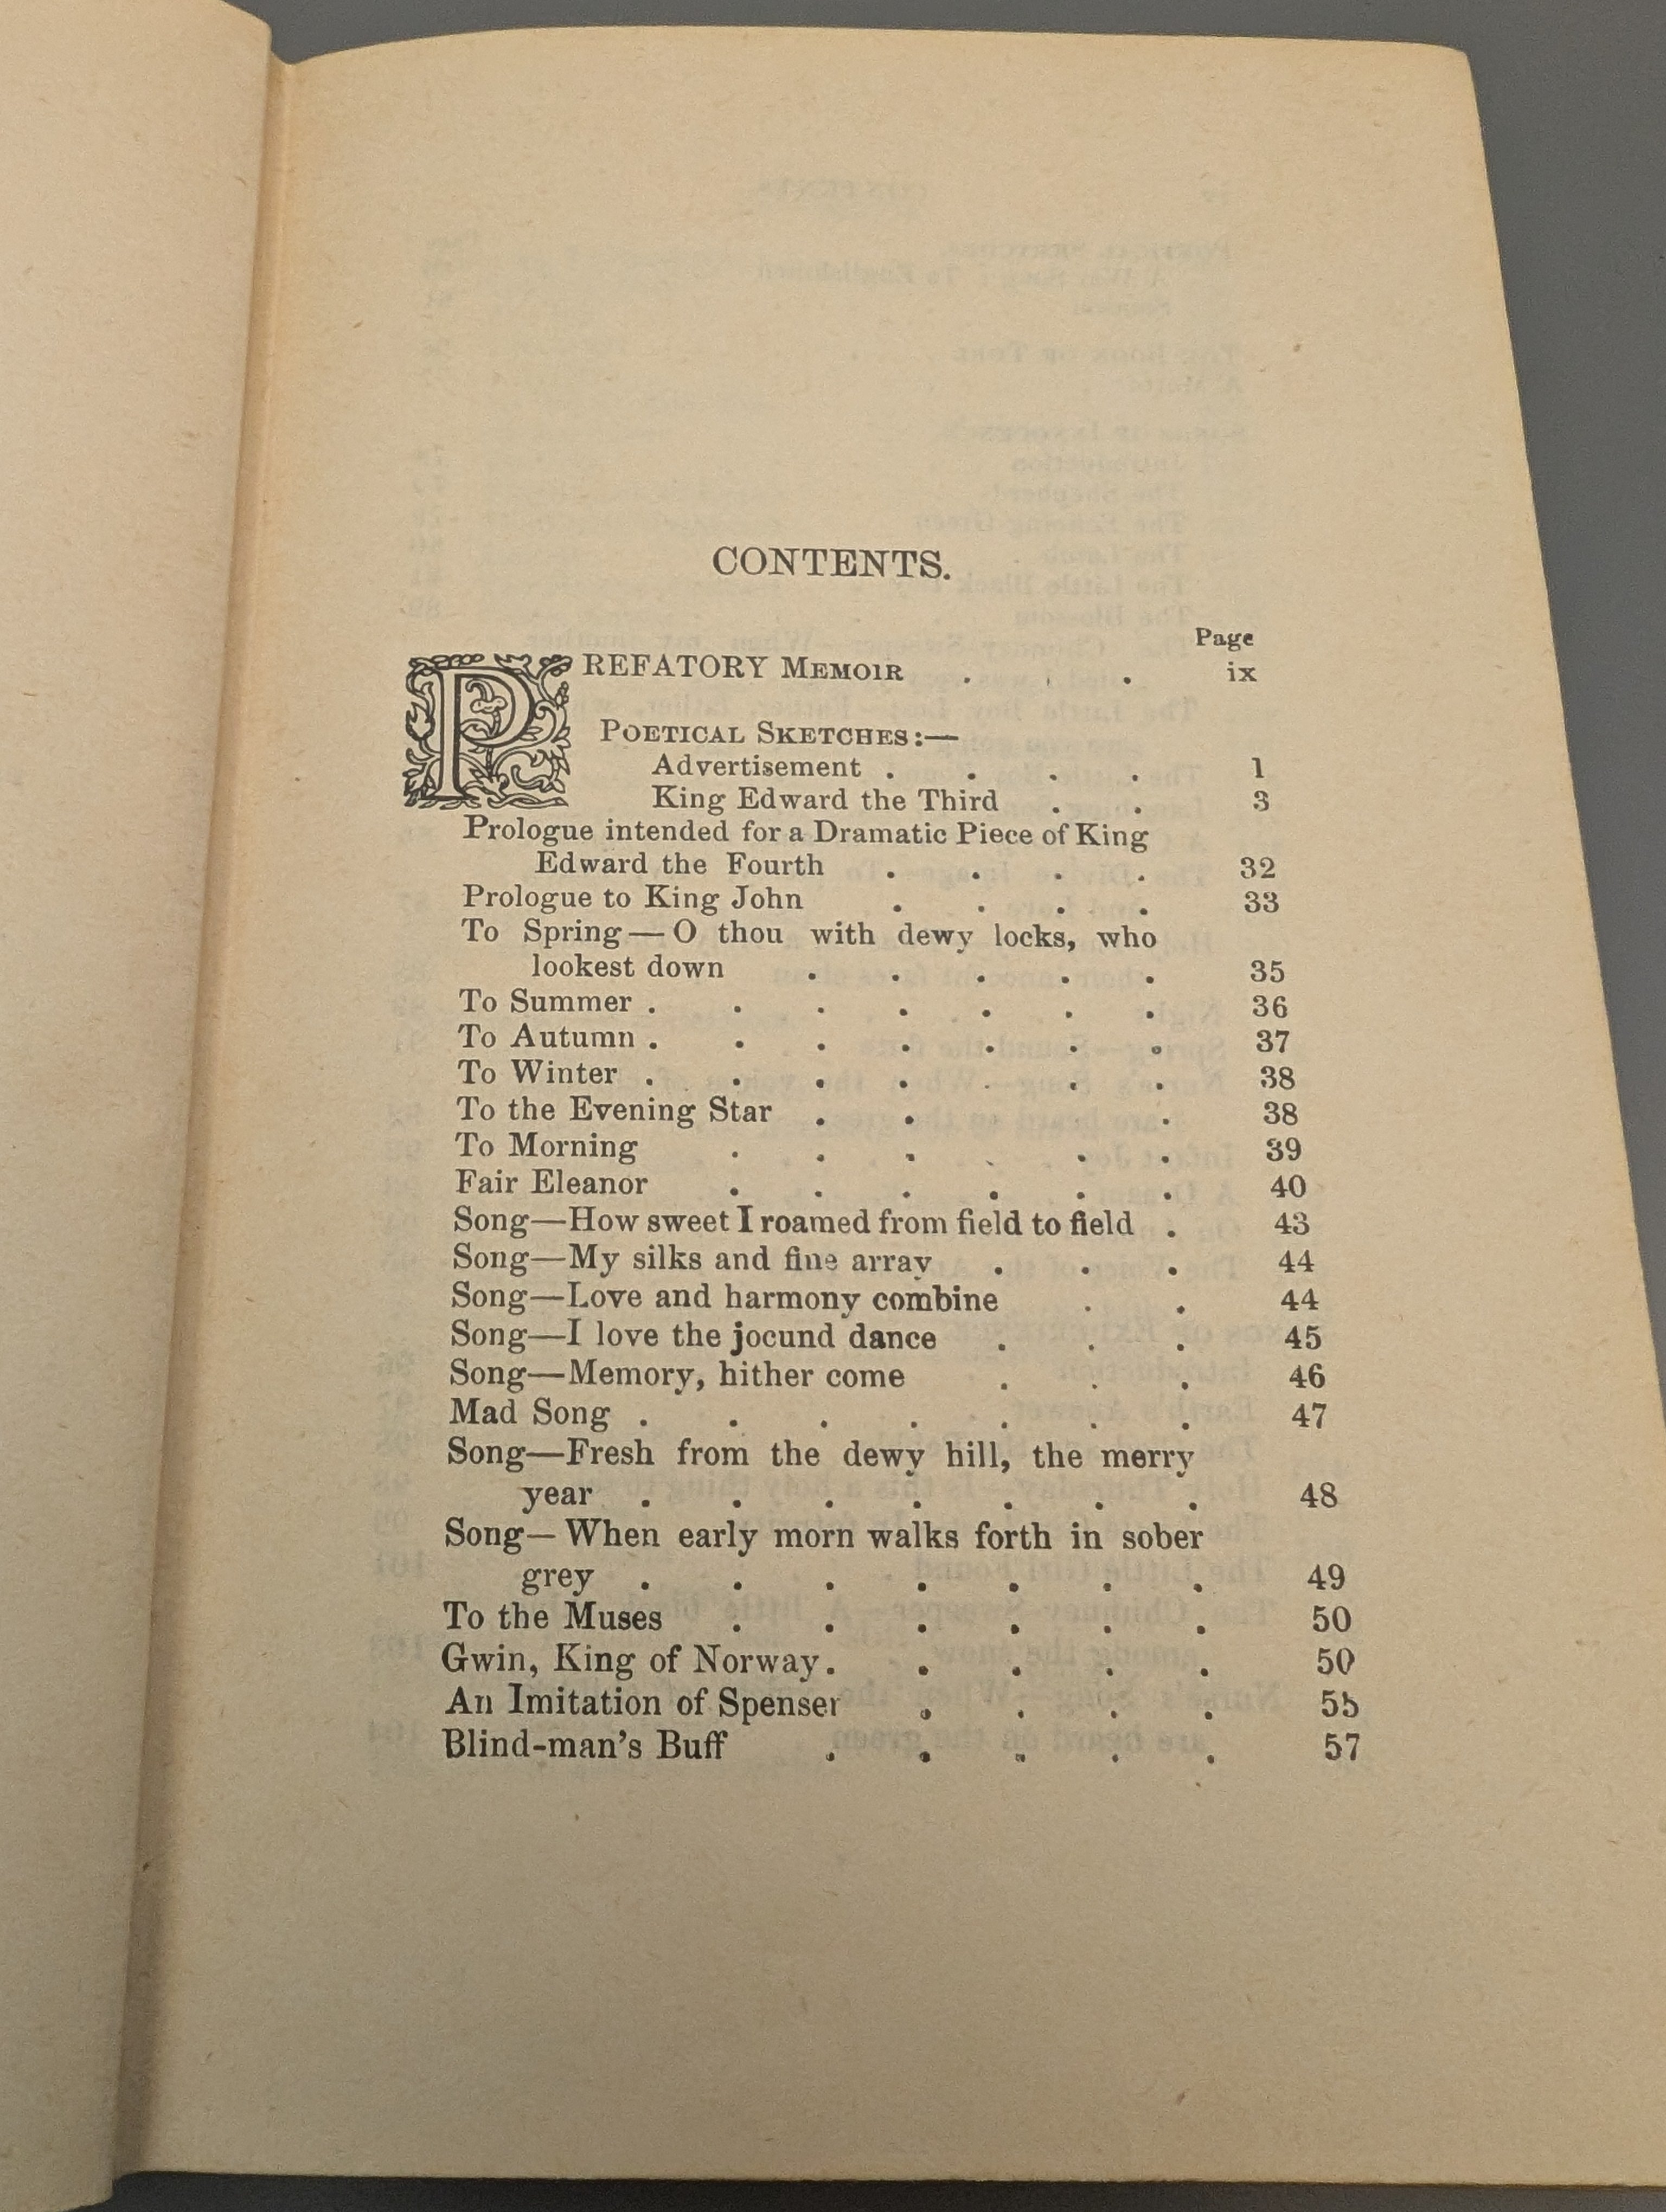 CONTENTS.
Page
PREFATORY MEMOIR . . . ix
POETICAL SKETCHES:—
Advertisement . . . . 1
King Edward the Third . . 3
Prologue intended for a Dramatic Piece of King
Edward the Fourth . . . . 32
Prologue to King John . . . . 33
To Spring—O thou with dewy locks, who
lookest down . . . . . 35
To Summer . . . . . . . 36
To Autumn . . . . . . . 37
To Winter . . . . . . . 38
To the Evening Star . . . 38
To Morning . . . . . . 39
Fair Eleanor . . . . . . 40
Song—How sweet I roamed from field to field . 43
Song—My silks and fine array . . . 44
Song—Love and harmony combine . . 44
Song—I love the jocund dance . . . 45
Song—Memory, hither come . . . 46
Mad Song . . . . . . . 47
Song—Fresh from the dewy hill, the merry
year . . . . . . . 48
Song—When early morn walks forth in sober
grey . . . . . . . 49
To the Muses . . . . . . 50
Gwin, King of Norway . . . . . 50
An Imitation of Spenser . . . .
Blind-man's Buff . . . . . 57